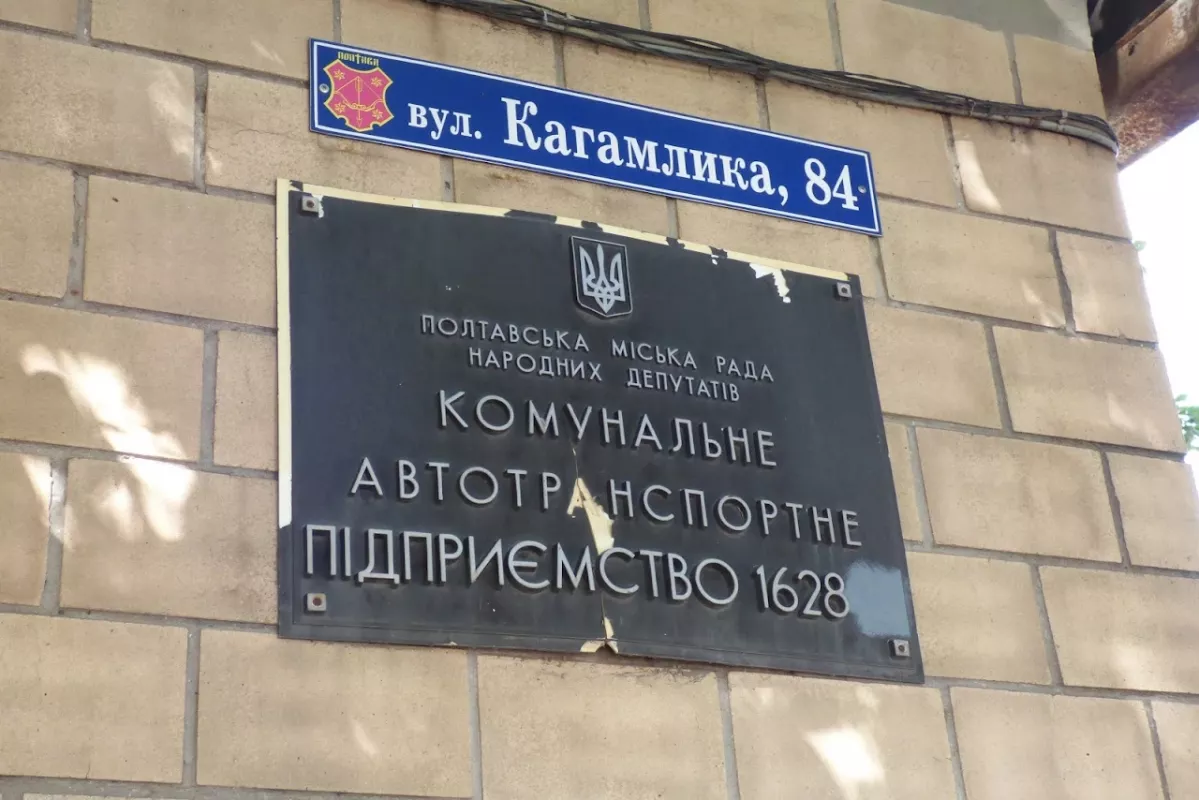 вул. Кагамлика, 84
ПОЛТАВСЬКА МІСЬКА РАДА
НАРОДНИХ ДЕПУТАТІВ
КОМУНАЛЬНЕ
АВТОТРАНСПОРТНЕ
ПІДПРИЄМСТВО 1628